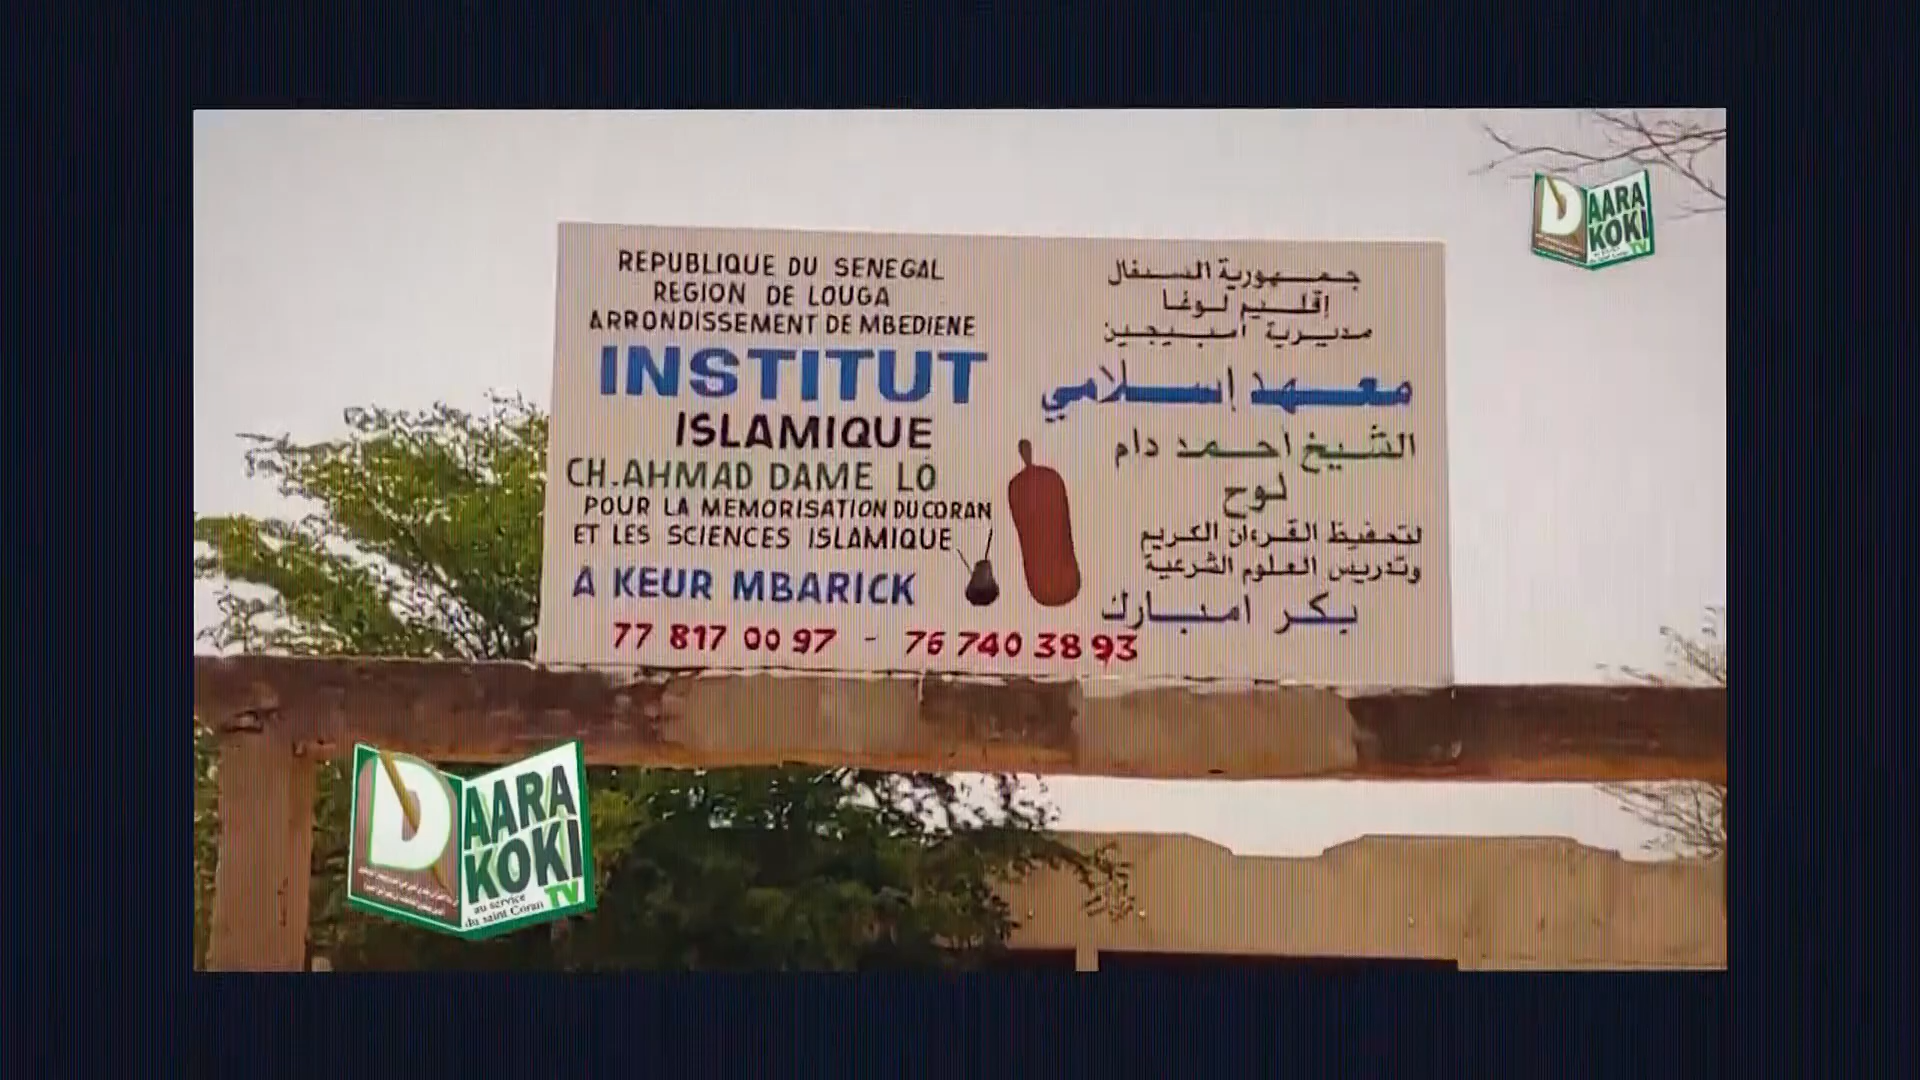 REPUBLIQUE DU SENEGAL
REGION DE LOUGA
ARRONDISSEMENT DE MBEDIENE
INSTITUT
ISLAMIQUE
CH.AHMAD DAME LO
POUR LA MEMORISATION DU CORAN
ET LES SCIENCES ISLAMIQUE
A KEUR MBARICK
77 817 00 97 - 76 740 38 93
جمهورية السنغال
إقليم لوغا
مديرية امبيجين
معهد إسلامي
الشيخ احمد دام
لوح
لتحفيظ القرءان الكريم
وتدريس العلوم الشرعية
بكر امبارك
DAARA
KOKI
TV
DAARA
KOKI
TV
au service
du saint Coran